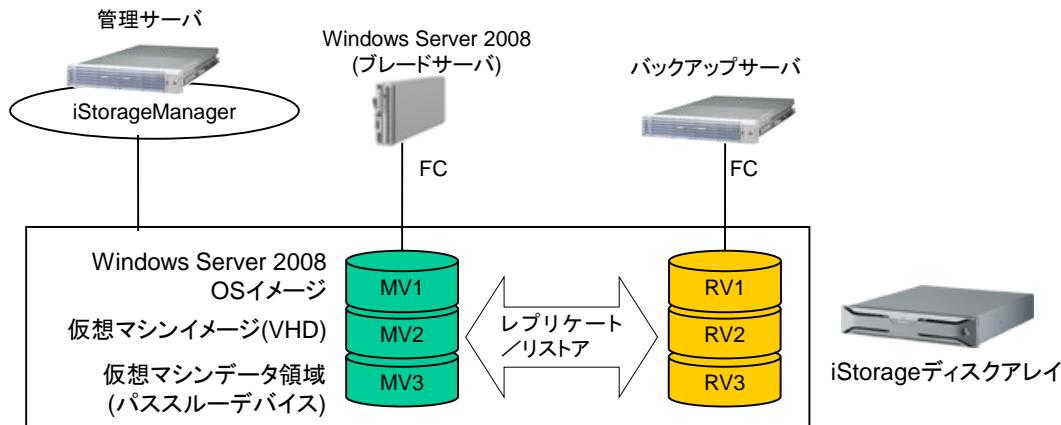 管理サーバ
iStorageManager
Windows Server 2008
(ブレードサーバ)
バックアップサーバ
FC
FC
Windows Server 2008
OSイメージ
仮想マシンイメージ(VHD)
仮想マシンデータ領域
(パススルーデバイス)
MV1
MV2
MV3
レプリケート
／リストア
RV1
RV2
RV3
iStorageディスクアレイ